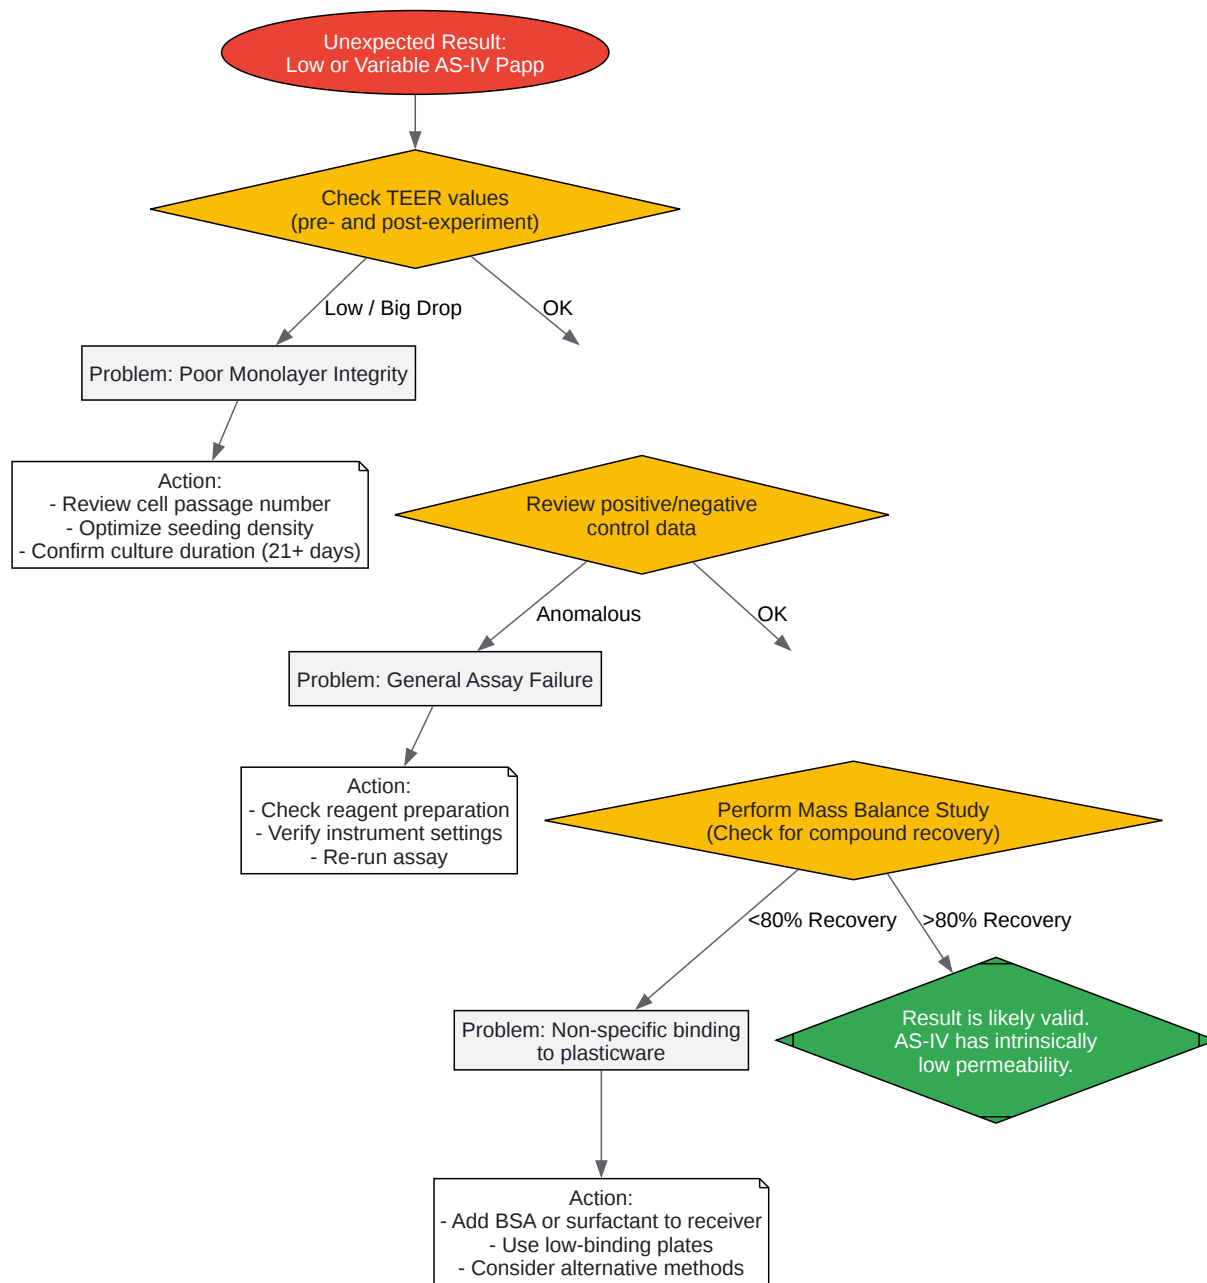 Unexpected Result:
Low or Variable AS-IV Papp
Check TEER values
(pre- and post-experiment)
Low / Big Drop
OK
Problem: Poor Monolayer Integrity
Action:
- Review cell passage number
- Optimize seeding density
- Confirm culture duration (21+ days)
Review positive/negative
control data
Anomalous
OK
Problem: General Assay Failure
Action:
- Check reagent preparation
- Verify instrument settings
- Re-run assay
Perform Mass Balance Study
(Check for compound recovery)
<80% Recovery
>80% Recovery
Problem: Non-specific binding
to plasticware
Result is likely valid.
AS-IV has intrinsically
low permeability.
Action:
- Add BSA or surfactant to receiver
- Use low-binding plates
- Consider alternative methods